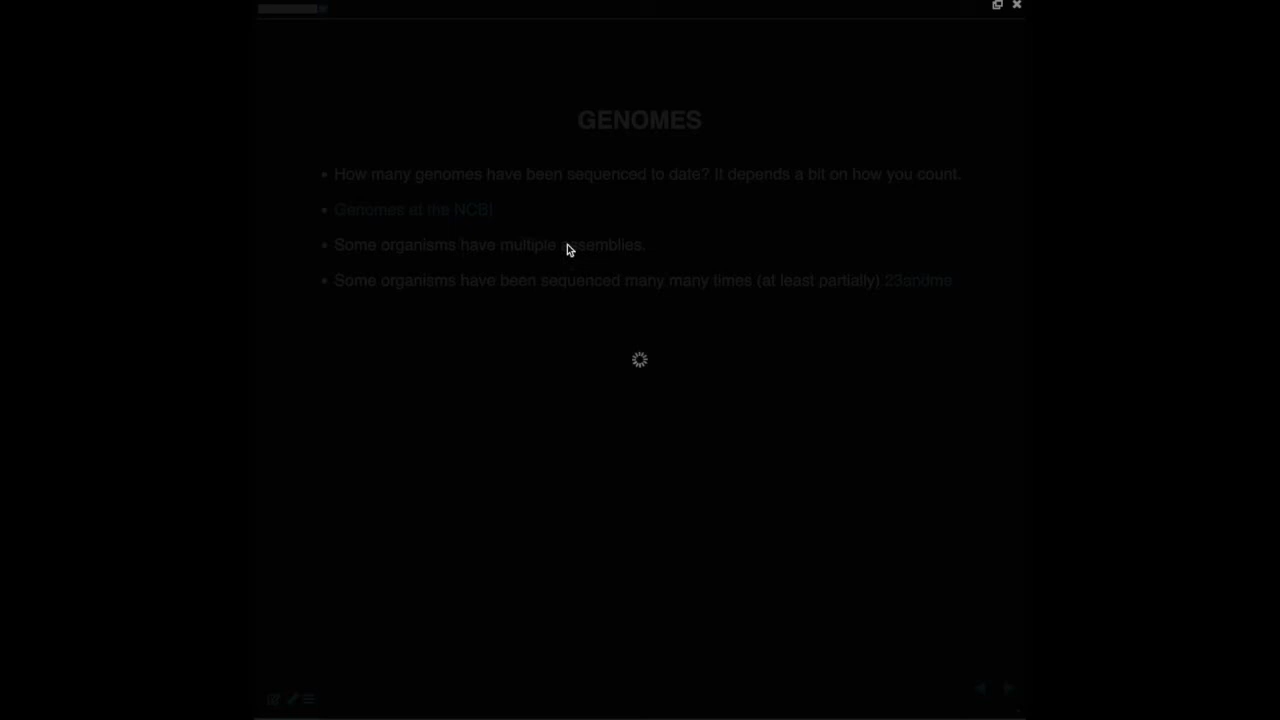 GENOMES
• How many genomes have been sequenced to date? It depends a bit on how you count.
• Genomes at the NCBI
• Some organisms have multiple assemblies.
• Some organisms have been sequenced many many times (at least partially) 23andme